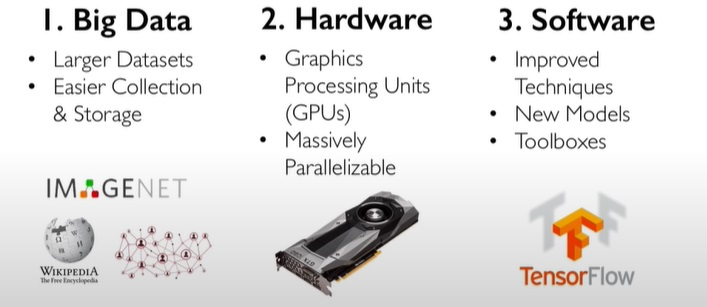 1. Big Data
• Larger Datasets
• Easier Collection
& Storage
IMAGENET
WIKIPEDIA
The Free Encyclopedia
2. Hardware
• Graphics
Processing Units
(GPUs)
• Massively
Parallelizable
3. Software
• Improved
Techniques
• New Models
• Toolboxes
TensorFlow